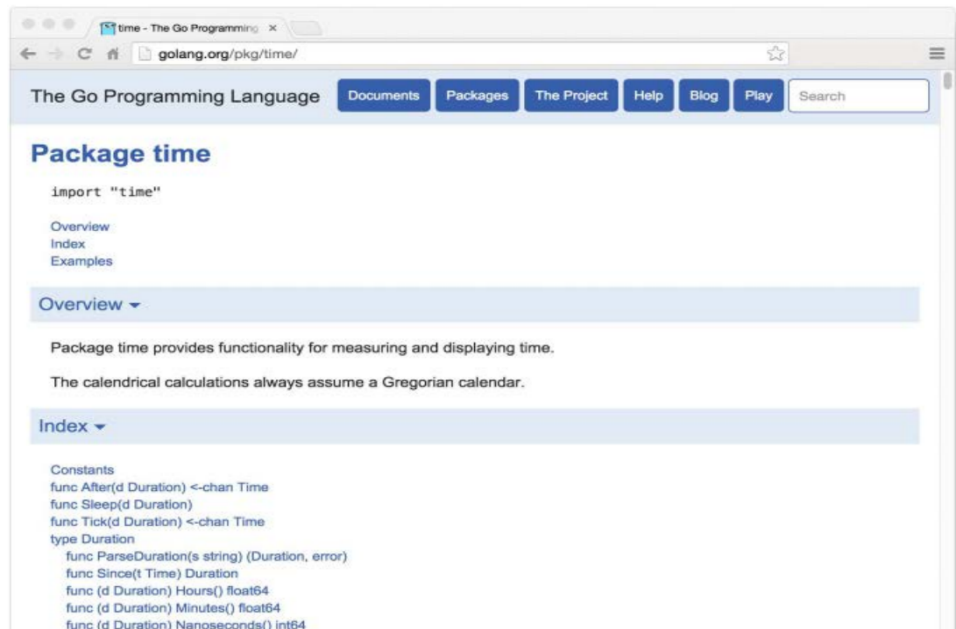 time - The Go Programming
golang.org/pkg/time/
The Go Programming Language Documents Packages The Project Help Blog Play Search
Package time
import "time"
Overview
Index
Examples
Overview
Package time provides functionality for measuring and displaying time.
The calendrical calculations always assume a Gregorian calendar.
Index
Constants
func After(d Duration) <-chan Time
func Sleep(d Duration)
func Tick(d Duration) <-chan Time
type Duration
func ParseDuration(s string) (Duration, error)
func Since(t Time) Duration
func (d Duration) Hours() float64
func (d Duration) Minutes() float64
func (d Duration) Nanoseconds() int64